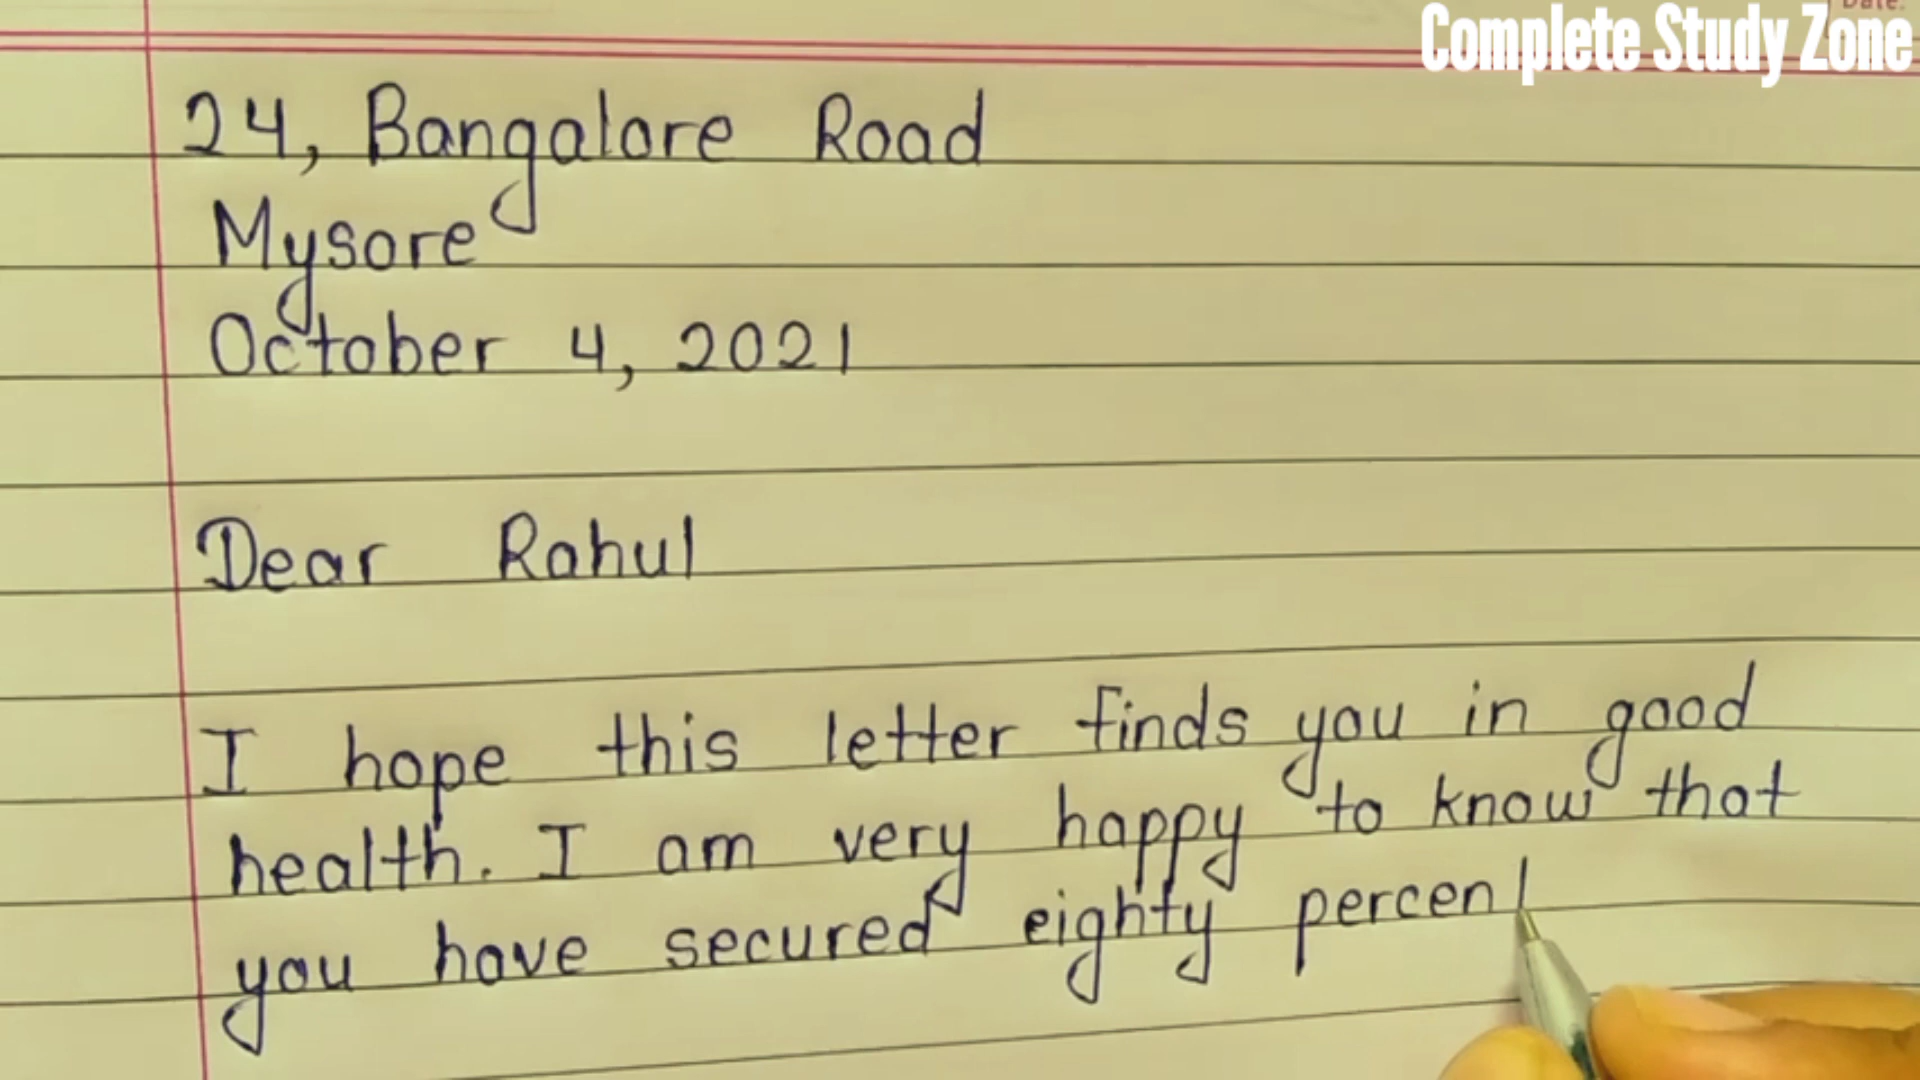 Complete Study Zone
Date:
24, Bangalore Road
Mysore
October 4, 2021
Dear Rahul
I hope this letter finds you in good
health. I am very happy to know that
you have secured eighty percen